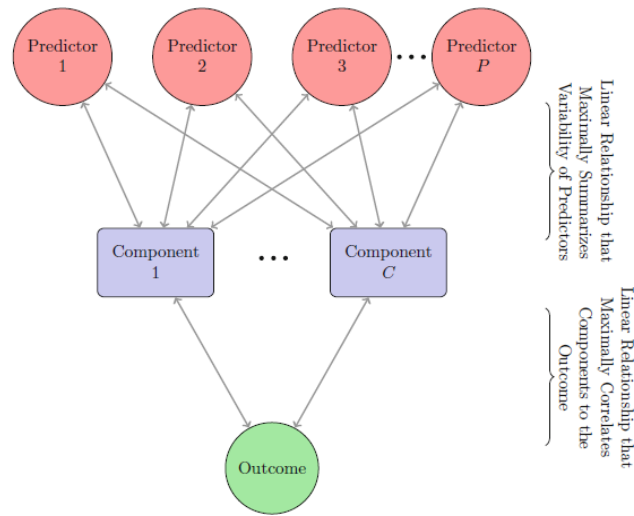 Predictor
1
Predictor
2
Predictor
3
...
Predictor
P
Linear Relationship that
Maximally Summarizes
Variability of Predictors
Component
1
...
Component
C
Linear Relationship that
Maximally Correlates
Components to the
Outcome
Outcome